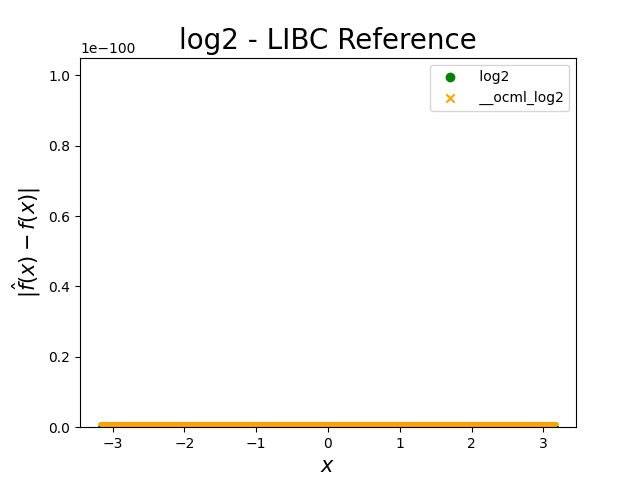 log2 - LIBC Reference
1e−100
1.0
0.8
0.6
0.4
0.2
0.0
|f̂(x) − f(x)|
log2
__ocml_log2
−3
−2
−1
0
1
2
3
x